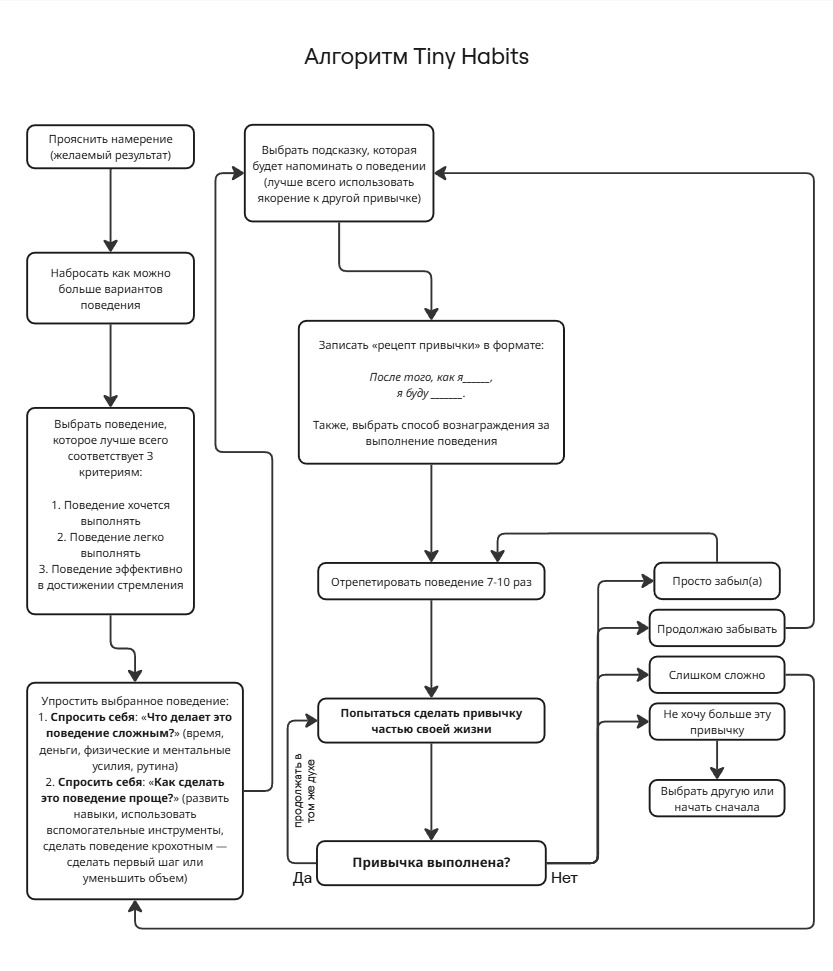 Алгоритм Tiny Habits
Прояснить намерение
(желаемый результат)
Набросать как можно
больше вариантов
поведения
Выбрать поведение,
которое лучше всего
соответствует 3
критериям:
1. Поведение хочется
выполнять
2. Поведение легко
выполнять
3. Поведение эффективно
в достижении стремления
Упростить выбранное поведение:
1. Спросить себя: «Что делает это
поведение сложным?» (время,
деньги, физические и ментальные
усилия, рутина)
2. Спросить себя: «Как сделать
это поведение проще?» (развить
навыки, использовать
вспомогательные инструменты,
сделать поведение крохотным —
сделать первый шаг или
уменьшить объем)
Выбрать подсказку, которая
будет напоминать о поведении
(лучше всего использовать
якорение к другой привычке)
Записать «рецепт привычки» в формате:
После того, как я_____,
я буду ______.
Также, выбрать способ вознаграждения за
выполнение поведения
Отрепетировать поведение 7-10 раз
Попытаться сделать привычку
частью своей жизни
продолжать в
том же духе
Привычка выполнена?
Да
Нет
Просто забыл(а)
Продолжаю забывать
Слишком сложно
Не хочу больше эту
привычку
Выбрать другую или
начать сначала